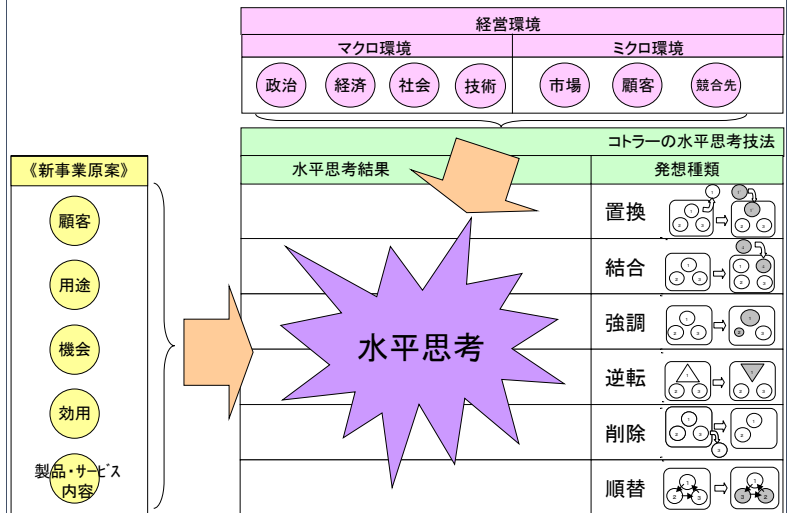 経営環境
マクロ環境
ミクロ環境
政治
経済
社会
技術
市場
顧客
競合先
コトラーの水平思考技法
《新事業原案》
水平思考結果
発想種類
顧客
用途
機会
効用
製品・サービス
内容
水平思考
置換
結合
強調
逆転
削除
順替